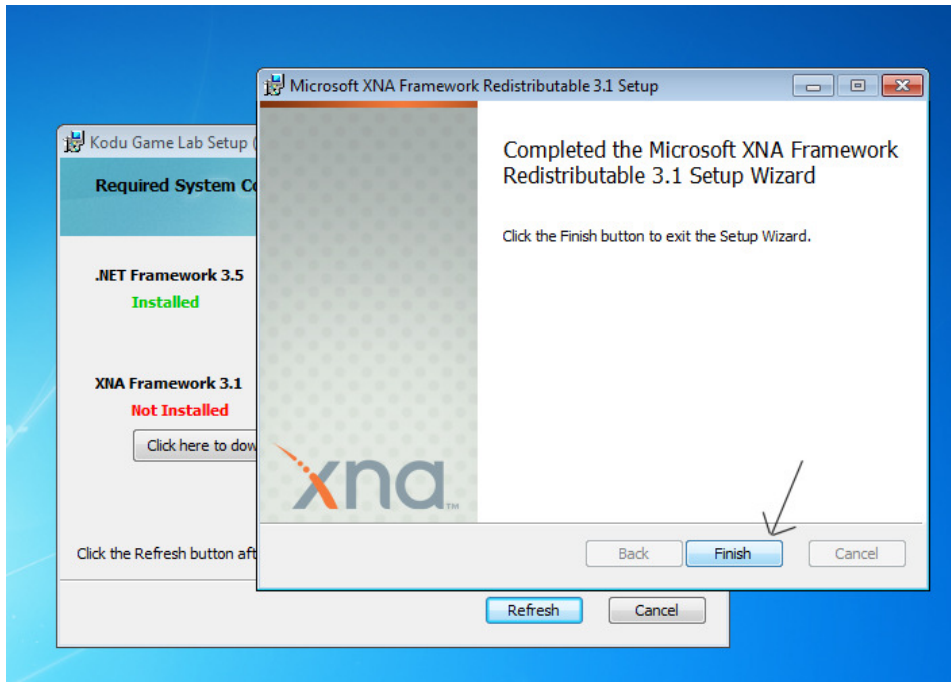 Microsoft XNA Framework Redistributable 3.1 Setup
Completed the Microsoft XNA Framework
Redistributable 3.1 Setup Wizard
Click the Finish button to exit the Setup Wizard.
xna TM
Back Finish Cancel
Kodu Game Lab Setup (
Required System Co
.NET Framework 3.5
Installed
XNA Framework 3.1
Not Installed
Click here to dow
Click the Refresh button aft
Refresh Cancel